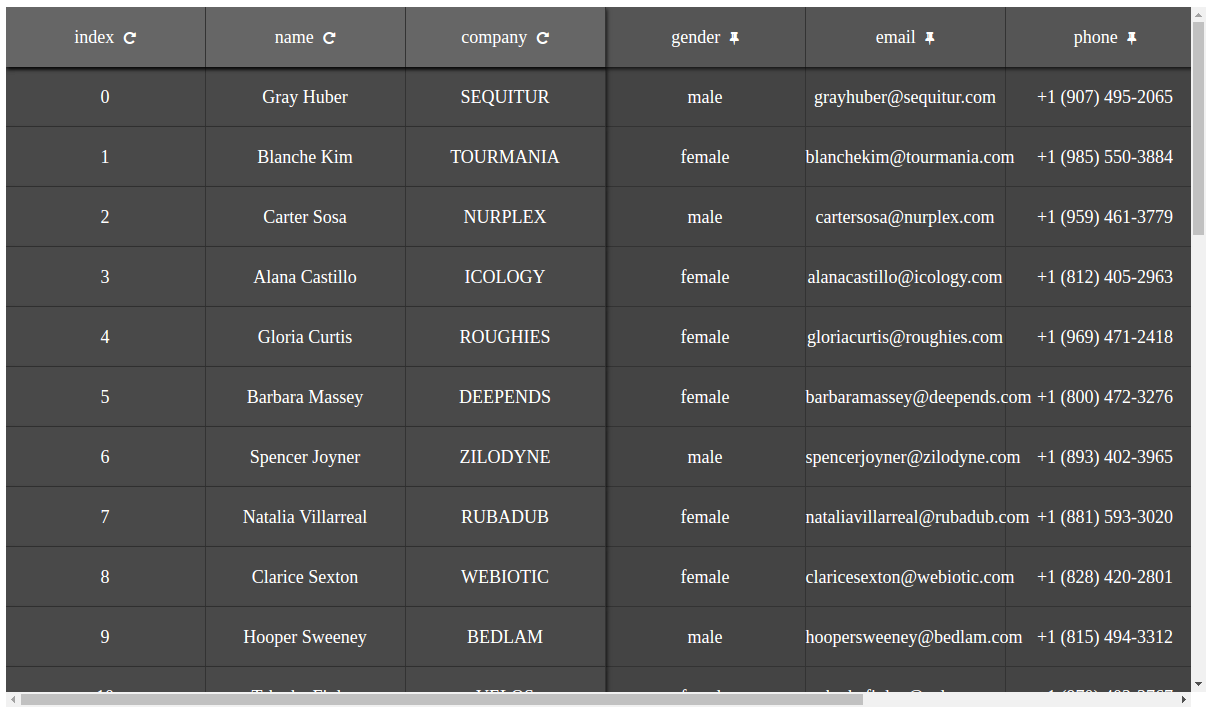 index name company gender email phone
0 Gray Huber SEQUITUR male grayhuber@sequitur.com +1 (907) 495-2065
1 Blanche Kim TOURMANIA female blanchekim@tourmania.com +1 (985) 550-3884
2 Carter Sosa NURPLEX male cartersosa@nurplex.com +1 (959) 461-3779
3 Alana Castillo ICOLOGY female alanacastillo@icology.com +1 (812) 405-2963
4 Gloria Curtis ROUGHIES female gloriacurtis@roughies.com +1 (969) 471-2418
5 Barbara Massey DEEPENDS female barbaramassey@deepends.com +1 (800) 472-3276
6 Spencer Joyner ZILODYNE male spencerjoyner@zilodyne.com +1 (893) 402-3965
7 Natalia Villarreal RUBADUB female nataliavillarreal@rubadub.com +1 (881) 593-3020
8 Clarice Sexton WEBIOTIC female claricesexton@webiotic.com +1 (828) 420-2801
9 Hooper Sweeney BEDLAM male hoopersweeney@bedlam.com +1 (815) 494-3312